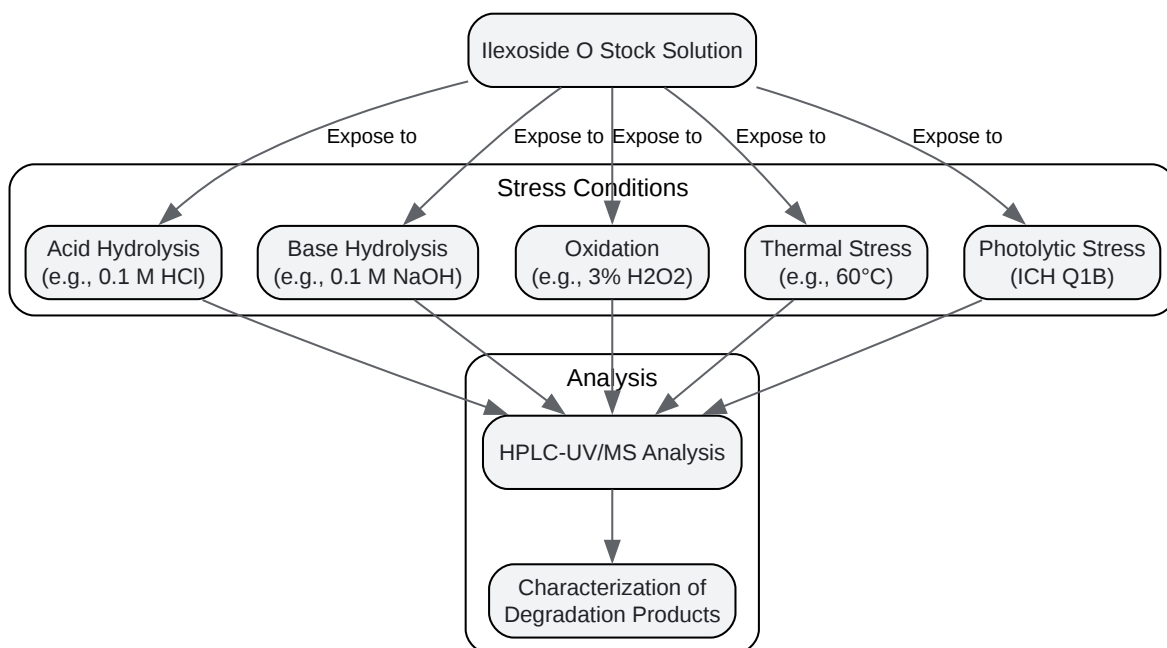 Ilexoside O Stock Solution
Expose to
Expose to
Expose to
Expose to
Expose to
Stress Conditions
Acid Hydrolysis
(e.g., 0.1 M HCl)
Base Hydrolysis
(e.g., 0.1 M NaOH)
Oxidation
(e.g., 3% H2O2)
Thermal Stress
(e.g., 60°C)
Photolytic Stress
(ICH Q1B)
Analysis
HPLC-UV/MS Analysis
Characterization of
Degradation Products